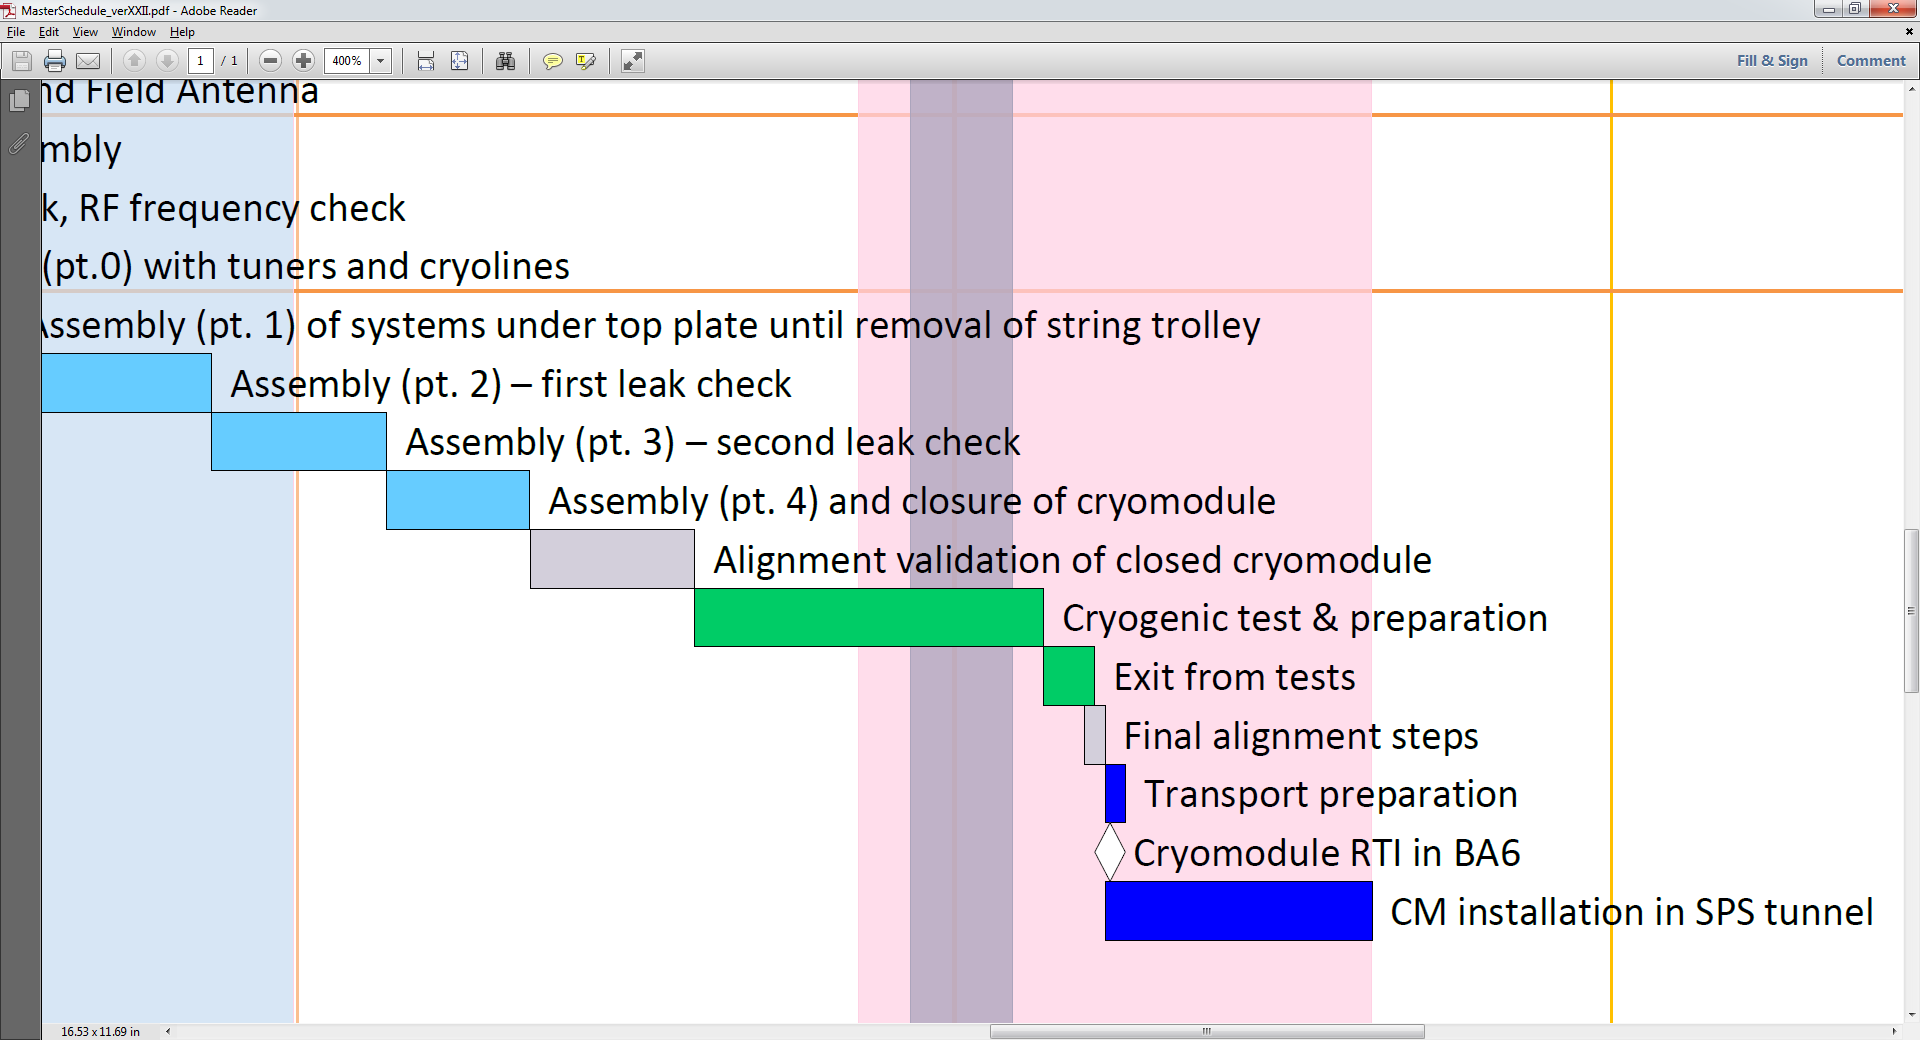 MasterSchedule_verXXII.pdf - Adobe Reader
File Edit View Window Help
1 / 1 400% Fill & Sign Comment
nd Field Antenna
mbly
k, RF frequency check
(pt.0) with tuners and cryolines
Assembly (pt. 1) of systems under top plate until removal of string trolley
Assembly (pt. 2) – first leak check
Assembly (pt. 3) – second leak check
Assembly (pt. 4) and closure of cryomodule
Alignment validation of closed cryomodule
Cryogenic test & preparation
Exit from tests
Final alignment steps
Transport preparation
Cryomodule RTI in BA6
CM installation in SPS tunnel
16.53 x 11.69 in